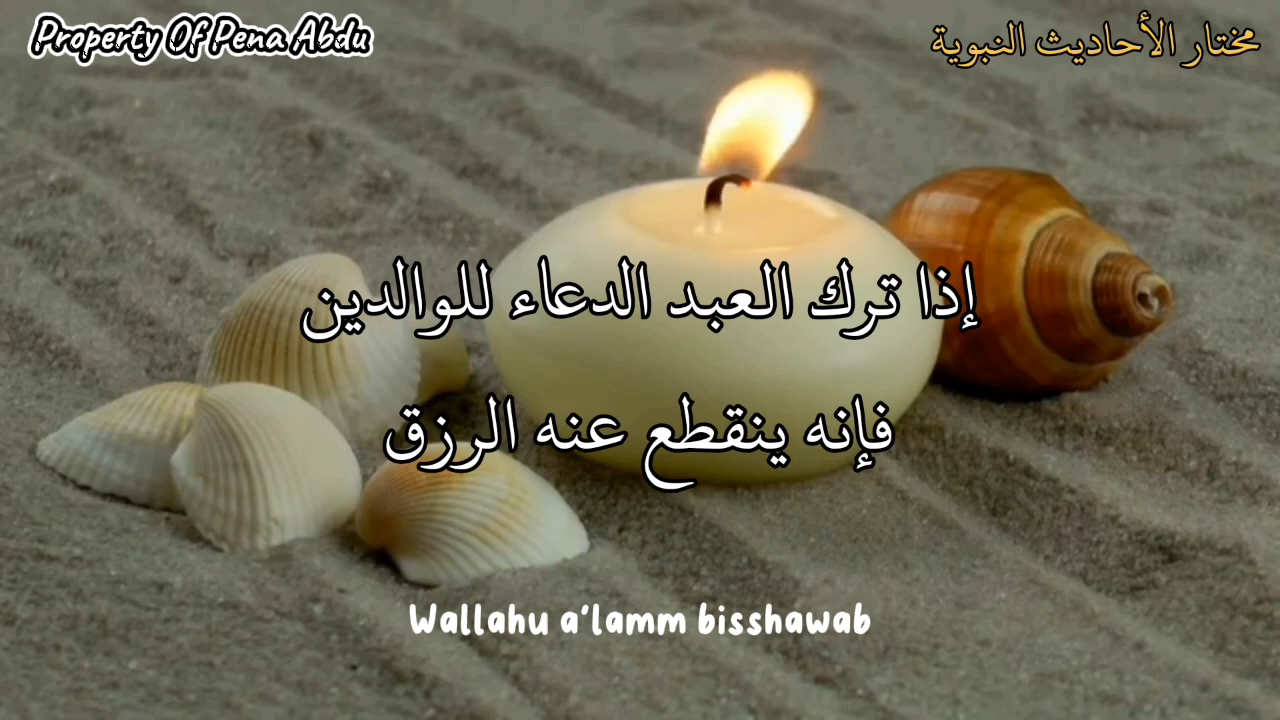 Property Of Pena Abdu
مختار الأحاديث النبوية
إذا ترك العبد الدعاء للوالدين
فإنه ينقطع عنه الرزق
Wallahu a'lamm bisshawab